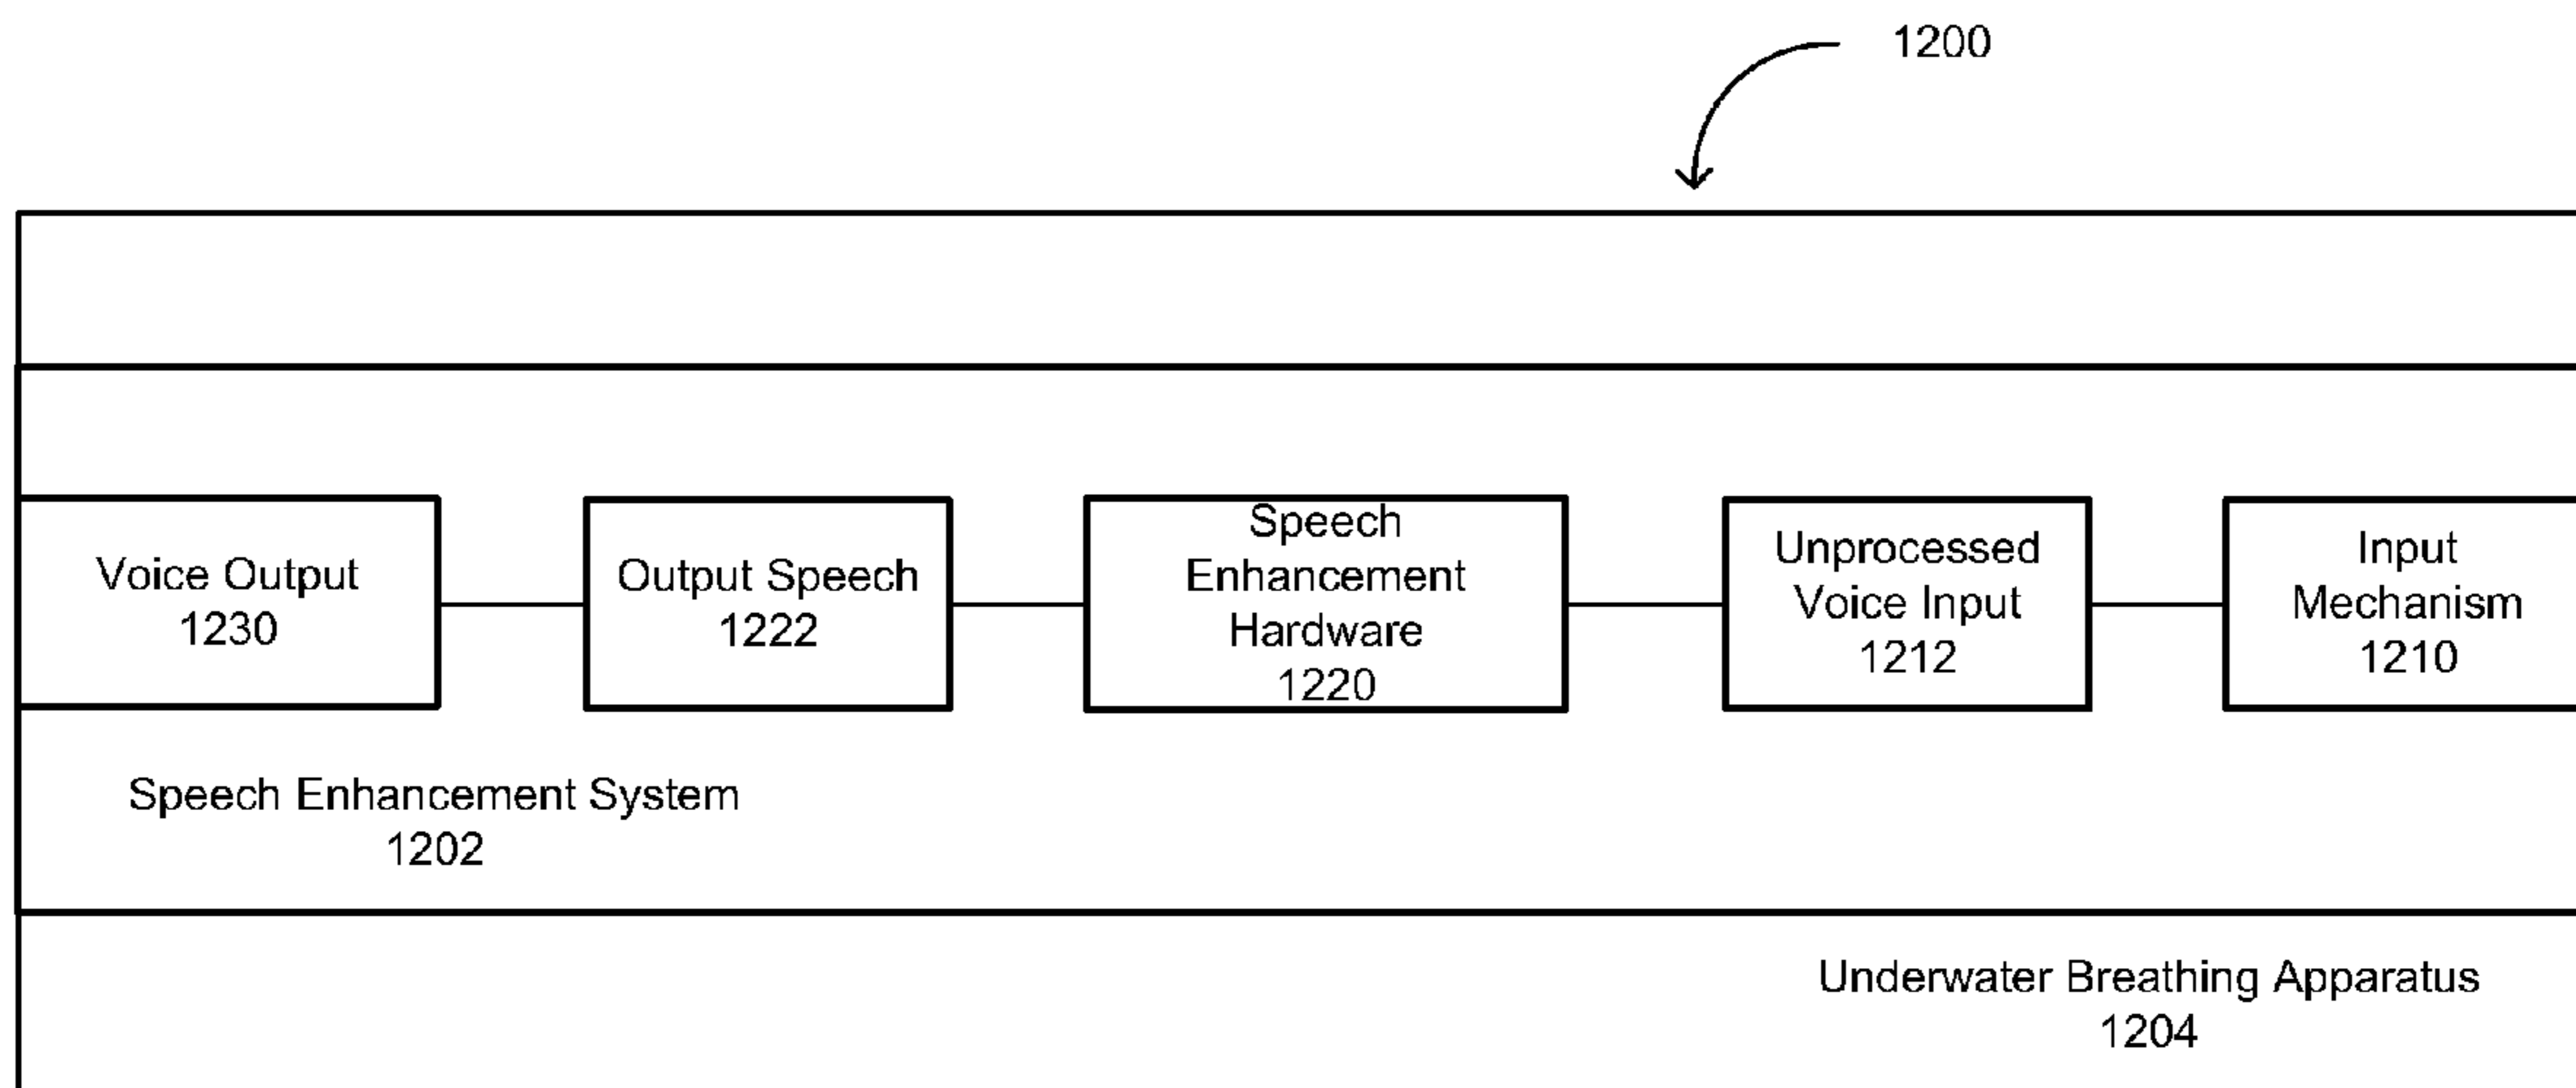 1200
Voice Output
1230
Output Speech
1222
Speech
Enhancement
Hardware
1220
Unprocessed
Voice Input
1212
Input
Mechanism
1210
Speech Enhancement System
1202
Underwater Breathing Apparatus
1204